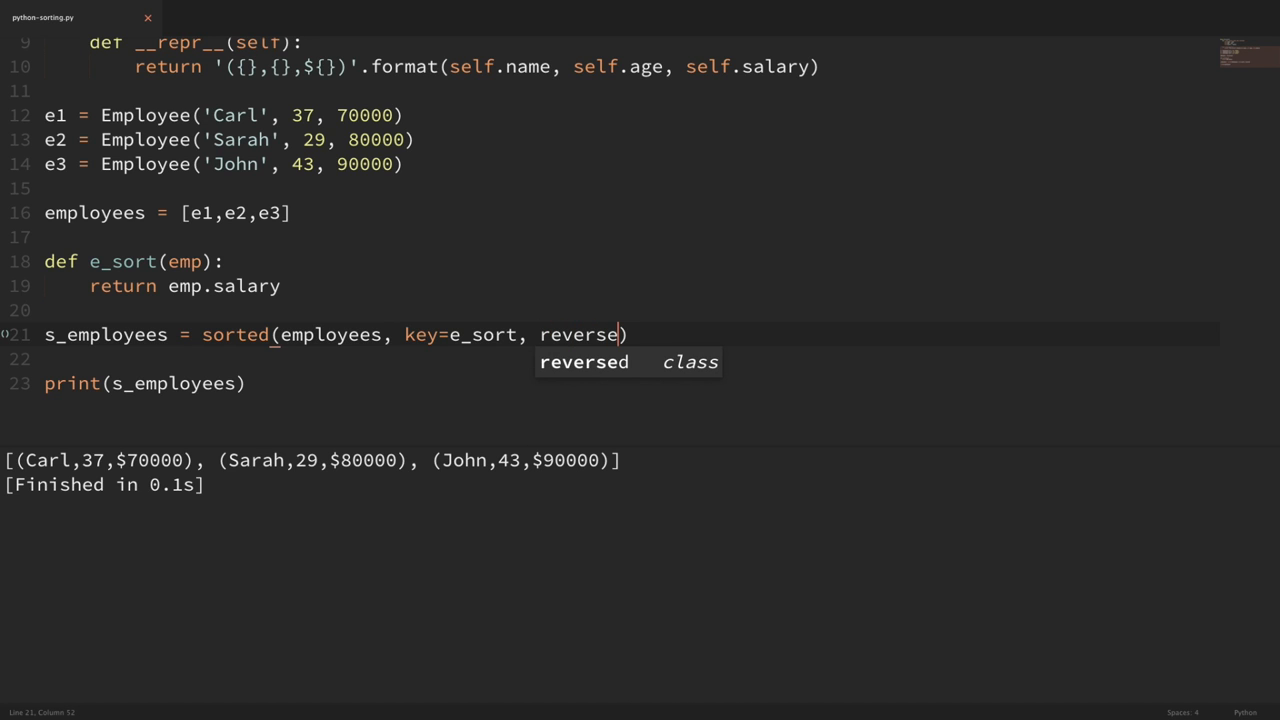 python-sorting.py ×
9 def __repr__(self):
10 return '({},{},${})'.format(self.name, self.age, self.salary)
11
12 e1 = Employee('Carl', 37, 70000)
13 e2 = Employee('Sarah', 29, 80000)
14 e3 = Employee('John', 43, 90000)
15
16 employees = [e1,e2,e3]
17
18 def e_sort(emp):
19 return emp.salary
20
()21 s_employees = sorted(employees, key=e_sort, reverse)
22 reversed class
23 print(s_employees)
[(Carl,37,$70000), (Sarah,29,$80000), (John,43,$90000)]
[Finished in 0.1s]
Line 21, Column 52 Spaces: 4 Python